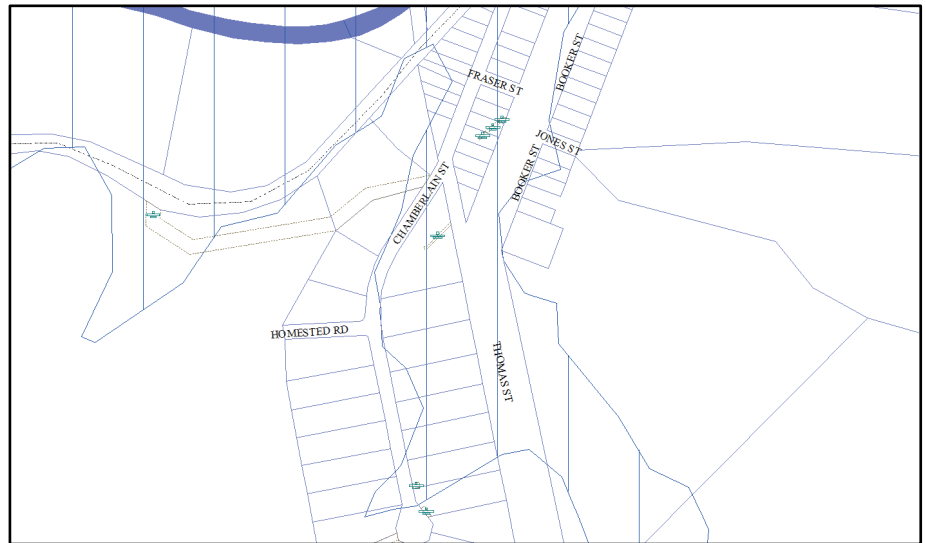 BOOKER ST
FRASER ST
JONES ST
BOOKER ST
CHAMBERLAIN ST
HOMESTED RD
THOMAS ST